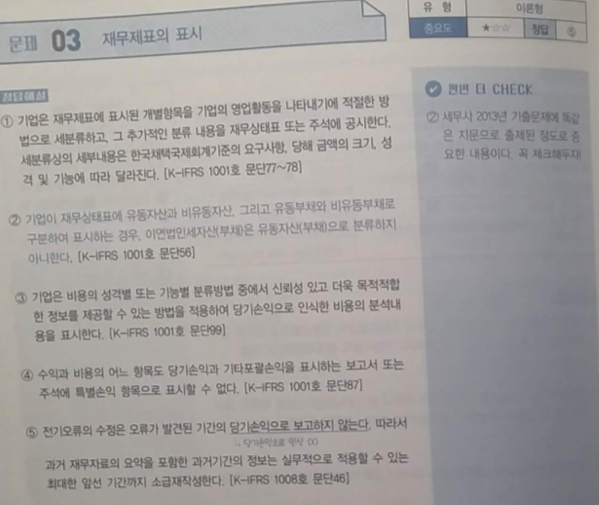 유 형
이론형
문제 03 재무제표의 표시
중요도
★☆☆
정답
⑤
정답해설
① 기업은 재무제표에 표시된 개별항목을 기업의 영업활동을 나타내기에 적절한 방
법으로 세분류하고, 그 추가적인 분류 내용을 재무상태표 또는 주석에 공시한다.
세분류상의 세부내용은 한국채택국제회계기준의 요구사항, 당해 금액의 크기, 성
격 및 기능에 따라 달라진다. [K-IFRS 1001호 문단77~78]
② 기업이 재무상태표에 유동자산과 비유동자산, 그리고 유동부채와 비유동부채로
구분하여 표시하는 경우, 이연법인세자산(부채)은 유동자산(부채)으로 분류하지
아니한다. [K-IFRS 1001호 문단56]
③ 기업은 비용의 성격별 또는 기능별 분류방법 중에서 신뢰성 있고 더욱 목적적합
한 정보를 제공할 수 있는 방법을 적용하여 당기손익으로 인식한 비용의 분석내
용을 표시한다. [K-IFRS 1001호 문단99]
④ 수익과 비용의 어느 항목도 당기손익과 기타포괄손익을 표시하는 보고서 또는
주석에 특별손익 항목으로 표시할 수 없다. [K-IFRS 1001호 문단87]
⑤ 전기오류의 수정은 오류가 발견된 기간의 당기손익으로 보고하지 않는다. 따라서
당기손익으로 인식
과거 재무자료의 요약을 포함한 과거기간의 정보는 실무적으로 적용할 수 있는
최대한 앞선 기간까지 소급재작성한다. [K-IFRS 1008호 문단46]
한번 더 CHECK
② 세무사 2013년 기출문제에 똑같
은 지문으로 출제된 정도로 중
요한 내용이다. 꼭 체크해두자